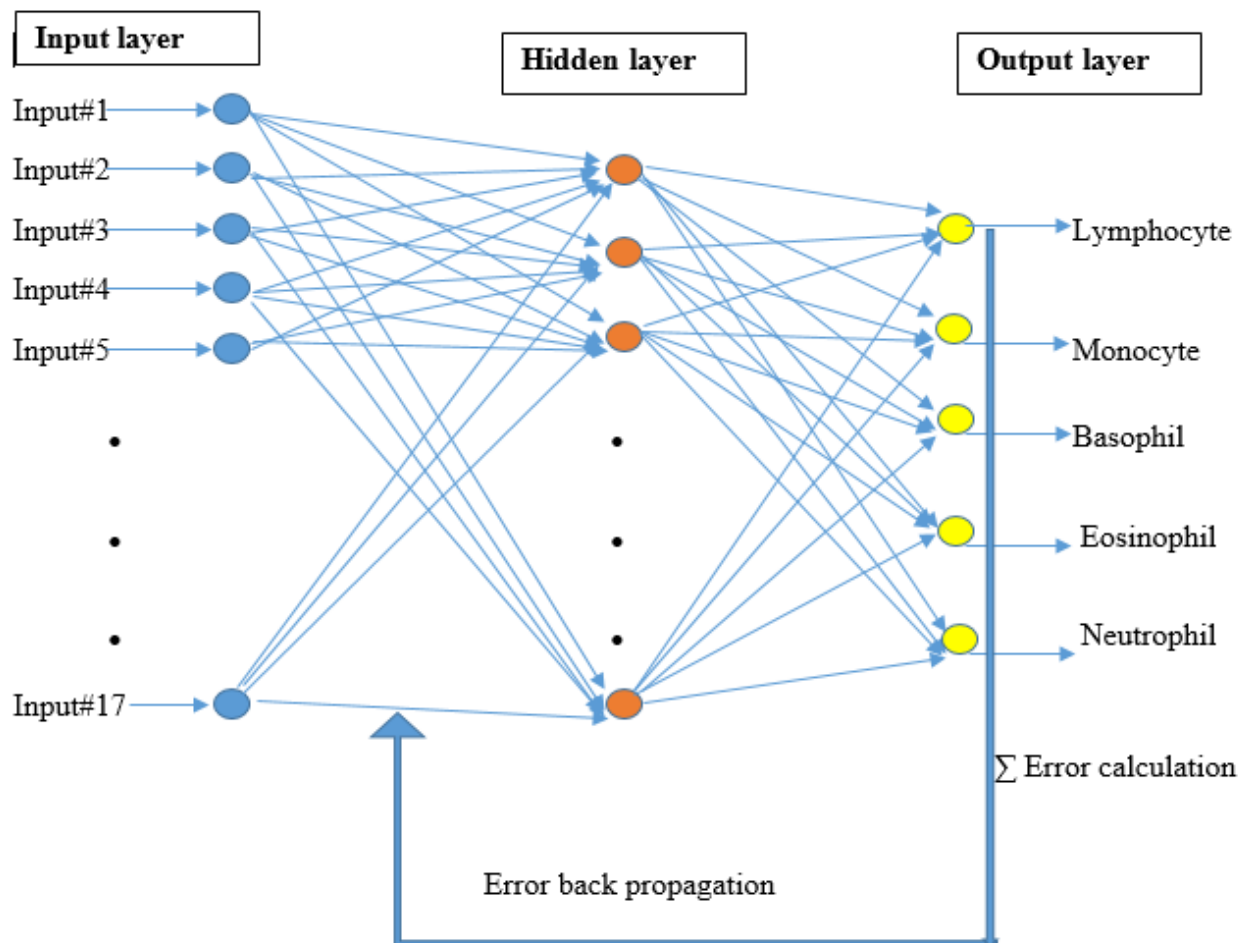 Input layer
Hidden layer
Output layer
Input#1
Input#2
Input#3
Input#4
Input#5
Input#17
Lymphocyte
Monocyte
Basophil
Eosinophil
Neutrophil
∑ Error calculation
Error back propagation